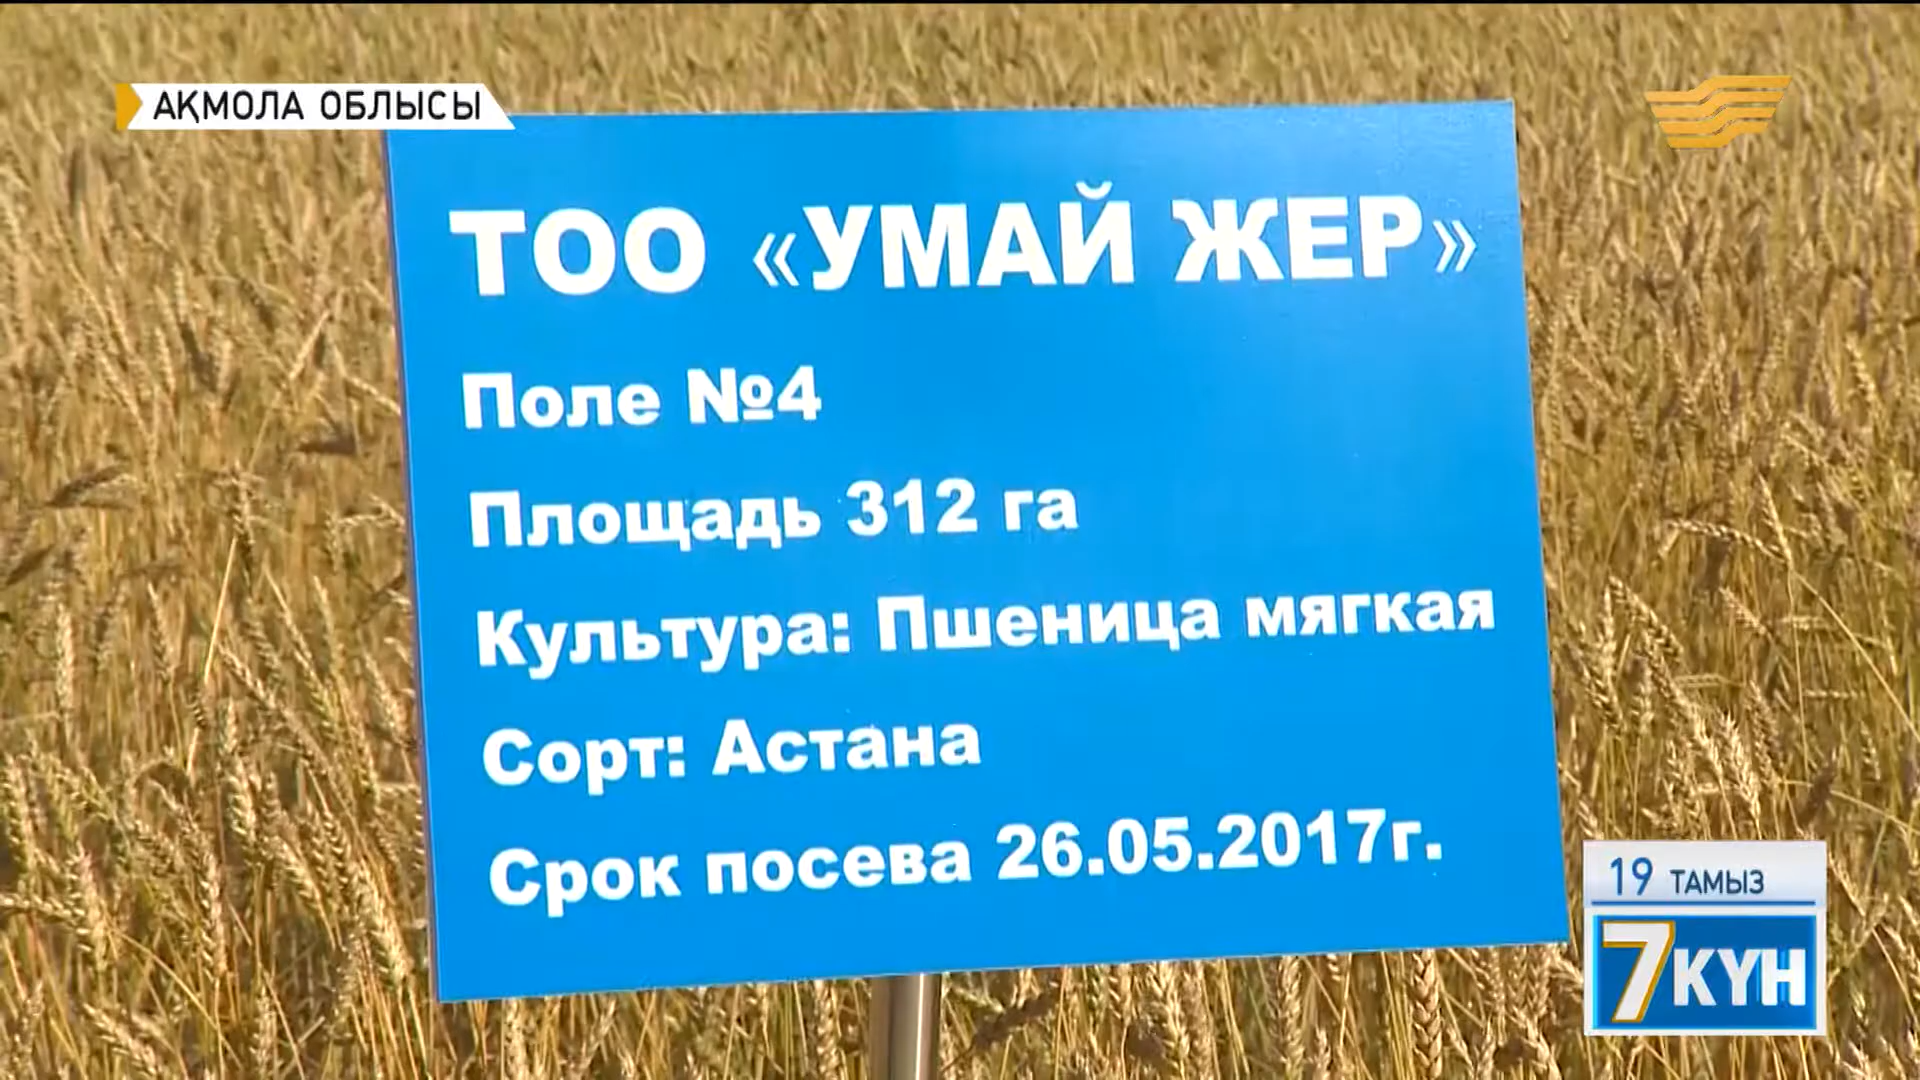 АҚМОЛА ОБЛЫСЫ
ТОО «УМАЙ ЖЕР»
Поле №4
Площадь 312 га
Культура: Пшеница мягкая
Сорт: Астана
Срок посева 26.05.2017г.
19 ТАМЫЗ
7КҮН